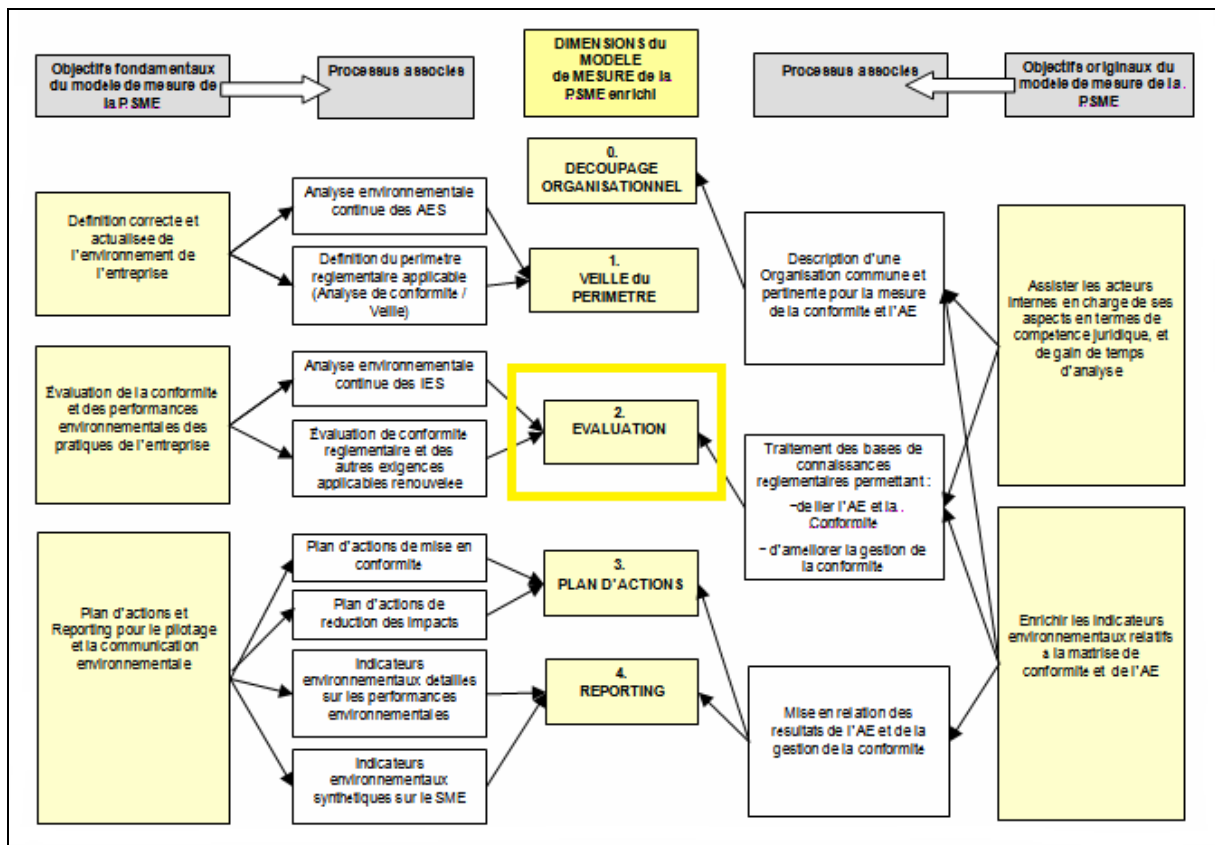 Objectifs fondamentaux
du modele de mesure de
la P.SME
Processus associes
DIMENSIONS du
MODELE
de MESURE de la
PSME enrichi
Processus associes
Objectifs originaux du
modele de mesure de la .
PSME
0.
DECOUPAGE
ORGANISATIONNEL
Definition correcte et
actualisee de
l'environnement de
l'entreprise
Analyse environnementale
continue des AES
Definition du perimetre
reglementaire applicable
(Analyse de conformite /
Veille)
1.
VEILLE du
PERIMETRE
Description d'une
Organisation commune et
pertinente pour la mesure
de la conformite et l'AE
Assister les acteurs
internes en charge de ses
aspects en termes de
competence juridique, et
de gain de temps
d'analyse
Évaluation de la conformite
et des performances
environnementales des
pratiques de l'entreprise
Analyse environnementale
continue des IES
Évaluation de conformite
reglementaire et des
autres exigences
applicables renouvelee
2.
EVALUATION
Traitement des bases de
connaissances
reglementaires permettant :
−de lier l'AE et la .
Conformite
− d'ameliorer la gestion de
la conformite
Plan d'actions et
Reporting pour le pilotage
et la communication
environnementale
Plan d'actions de mise en
conformite
Plan d'actions de
reduction des impacts
Indicateurs
environnementaux detailles
sur les performances
environnementales
Indicateurs
environnementaux
synthetiques sur le SME
3.
PLAN D'ACTIONS
4.
REPORTING
Mise en relation des
resultats de l'AE et de la
gestion de la conformite
Enrichir les indicateurs
environnementaux relatifs
a la maitrise de
conformite et de l'AE